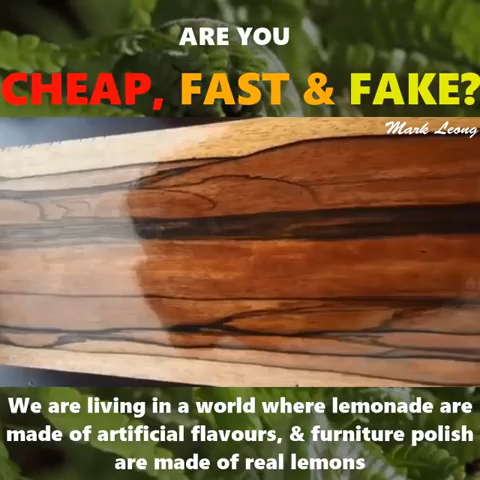 ARE YOU
CHEAP, FAST & FAKE?
Mark Leong
We are living in a world where lemonade are
made of artificial flavours, & furniture polish
are made of real lemons